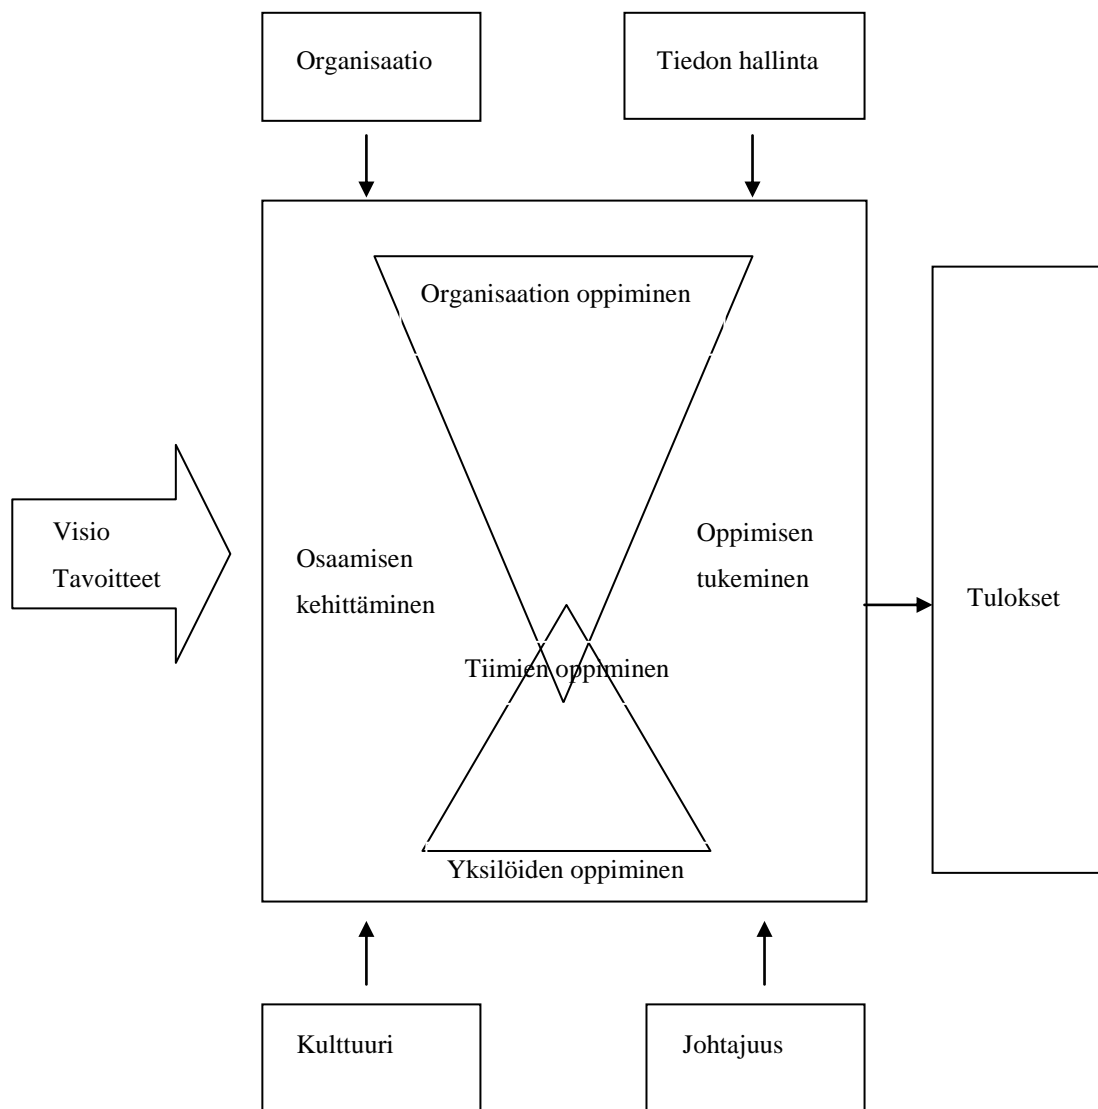 Organisaatio
Tiedon hallinta
Organisaation oppiminen
Visio
Tavoitteet
Osaamisen
kehittäminen
Oppimisen
tukeminen
Tulokset
Tiimien oppiminen
Yksilöiden oppiminen
Kulttuuri
Johtajuus